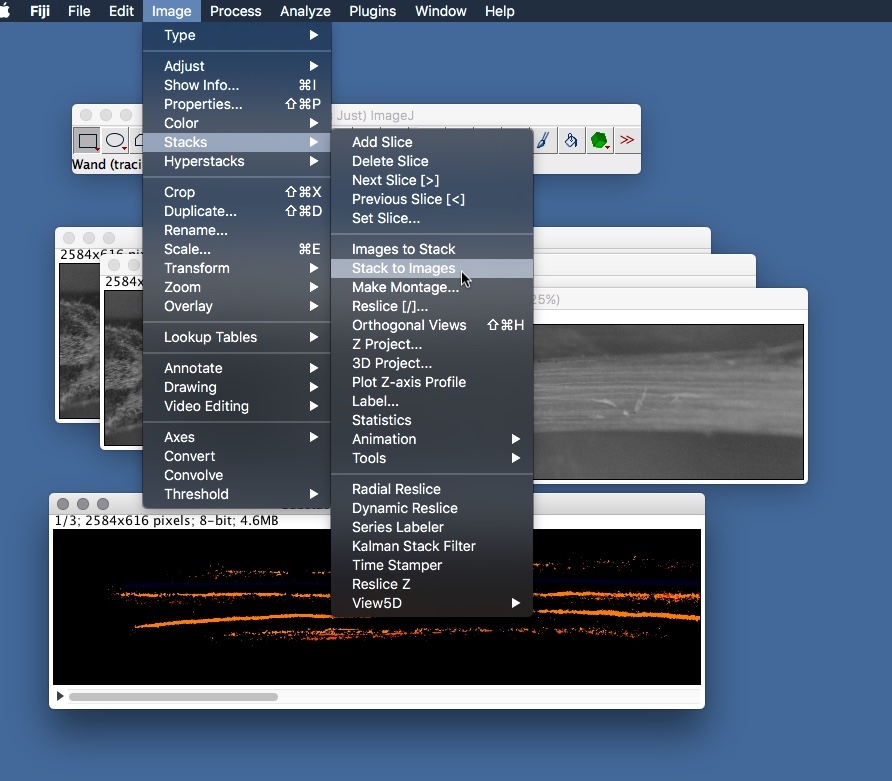 Fiji File Edit Image Process Analyze Plugins Window Help
Type
Adjust
Show Info... ⌘I
Properties... ⇧⌘P
Color
Stacks
Hyperstacks
Crop ⇧⌘X
Duplicate... ⇧⌘D
Rename...
Scale... ⌘E
Transform
Zoom
Overlay
Lookup Tables
Annotate
Drawing
Video Editing
Axes
Convert
Convolve
Threshold
Add Slice
Delete Slice
Next Slice [>]
Previous Slice [<]
Set Slice...
Images to Stack
Stack to Images
Make Montage...
Reslice [/]...
Orthogonal Views ⇧⌘H
Z Project...
3D Project...
Plot Z-axis Profile
Label...
Statistics
Animation
Tools
Radial Reslice
Dynamic Reslice
Series Labeler
Kalman Stack Filter
Time Stamper
Reslice Z
View5D
Just) ImageJ
>>
Wand (traci
2584x616 pi
2584x
25%)
1/3; 2584x616 pixels; 8-bit; 4.6MB